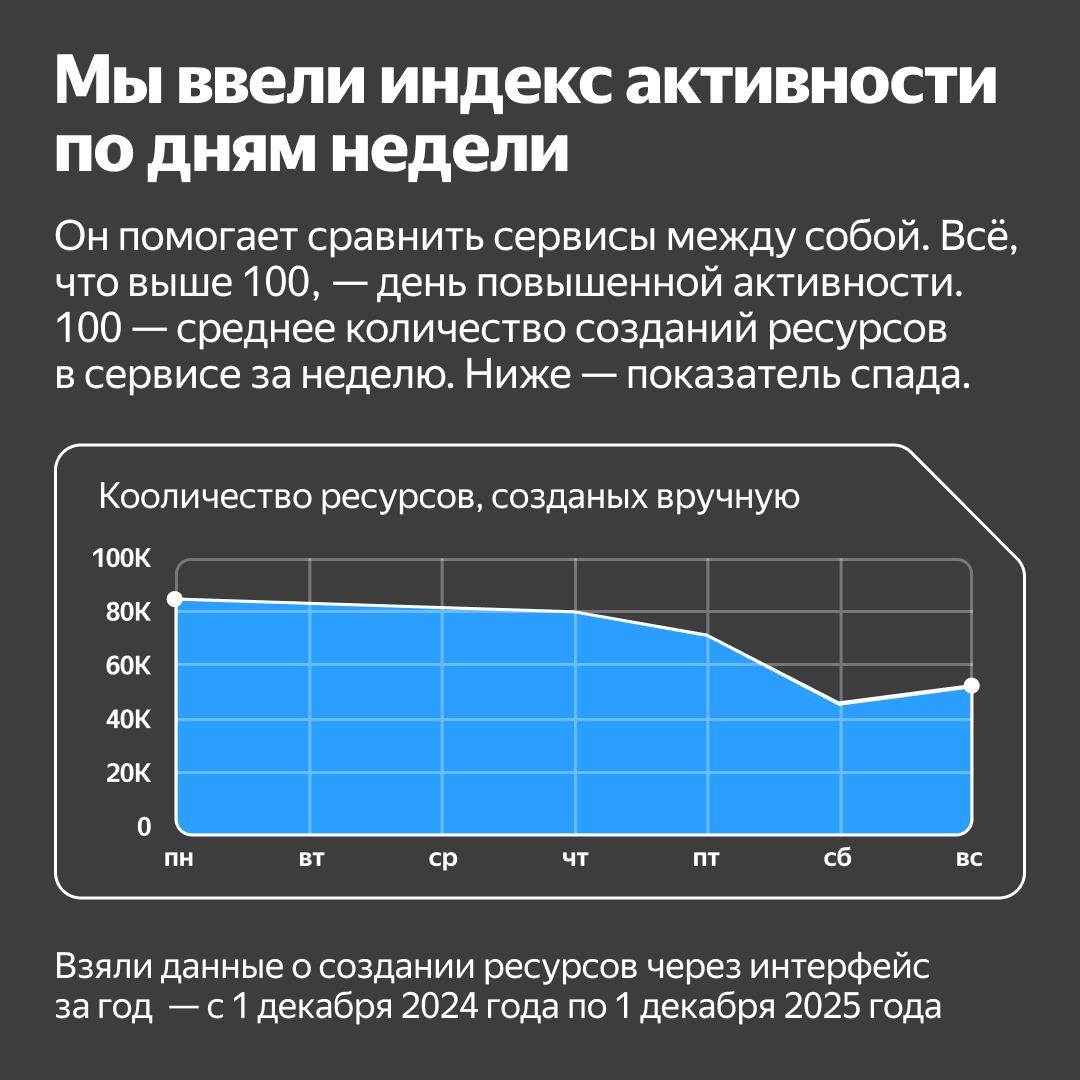 Мы ввели индекс активности
по дням недели
Он помогает сравнить сервисы между собой. Всё,
что выше 100, — день повышенной активности.
100 — среднее количество созданий ресурсов
в сервисе за неделю. Ниже — показатель спада.
Кооличество ресурсов, созданых вручную
100K
80K
60K
40K
20K
0
пн вт ср чт пт сб вс
Взяли данные о создании ресурсов через интерфейс
за год — с 1 декабря 2024 года по 1 декабря 2025 года